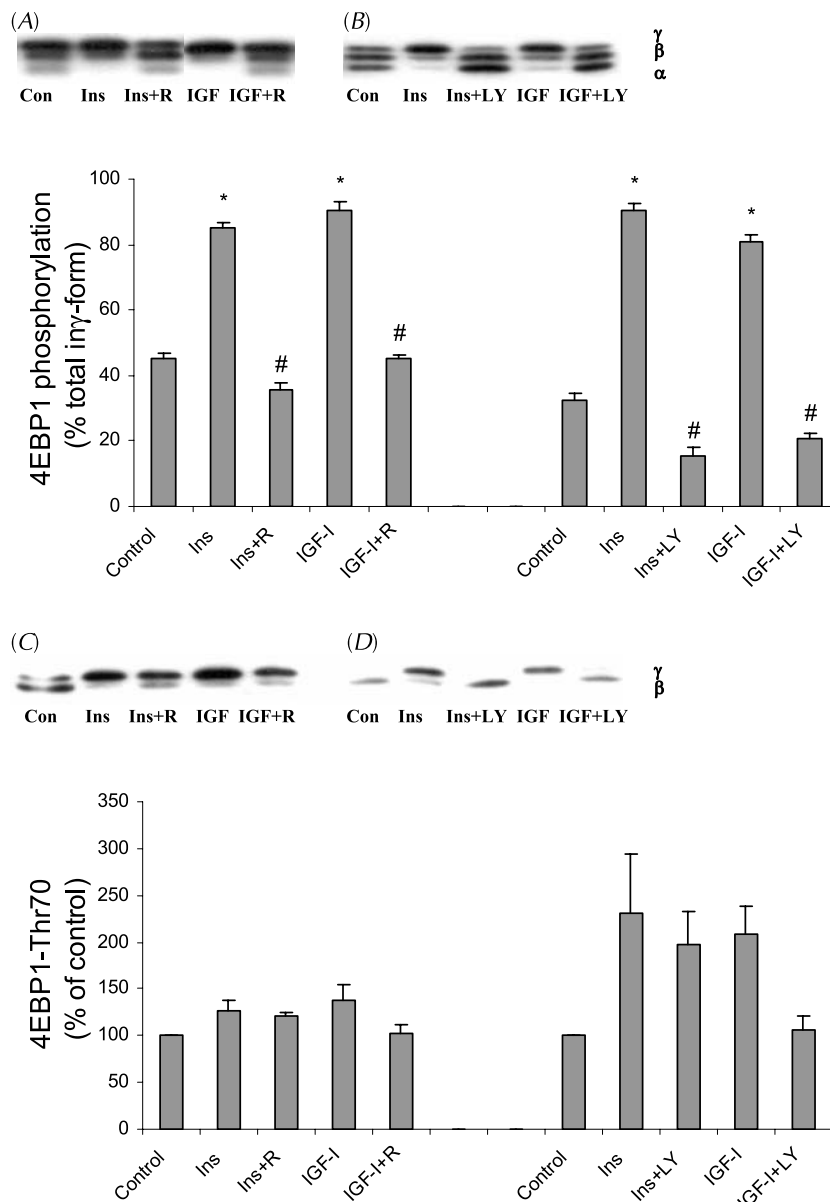 (A)
(B)
γ
β
α
Con Ins Ins+R IGF IGF+R
Con Ins Ins+LY IGF IGF+LY
4EBP1 phosphorylation
(% total inγ-form)
100
80
60
40
20
0
*
#
*
#
*
#
*
#
Control Ins Ins+R IGF-I IGF-I+R Control Ins Ins+LY IGF-I IGF-I+LY
(C)
(D)
γ
β
Con Ins Ins+R IGF IGF+R
Con Ins Ins+LY IGF IGF+LY
4EBP1-Thr70
(% of control)
350
300
250
200
150
100
50
0
Control Ins Ins+R IGF-I IGF-I+R Control Ins Ins+LY IGF-I IGF-I+LY